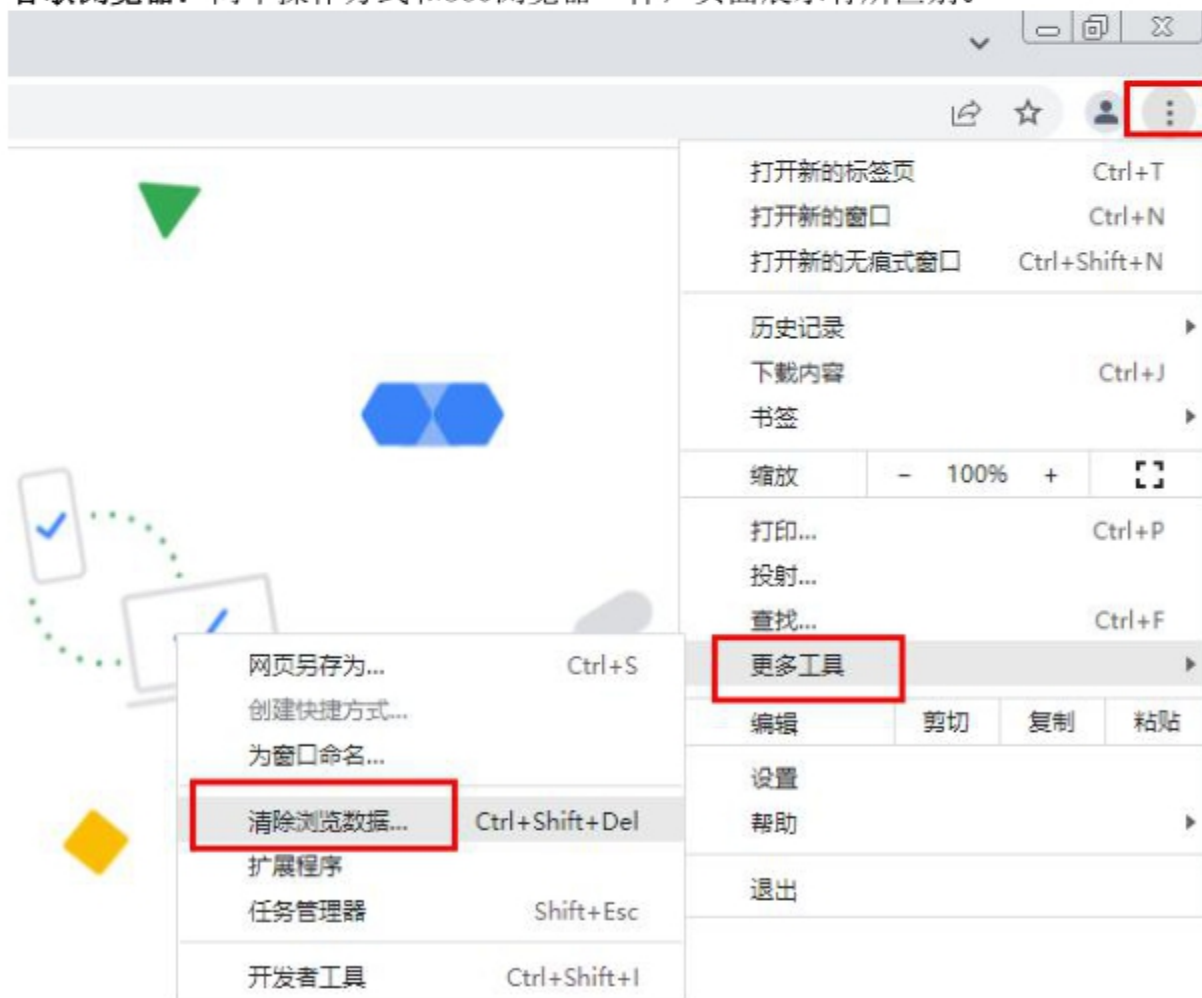 打开新的标签页 Ctrl+T
打开新的窗口 Ctrl+N
打开新的无痕式窗口 Ctrl+Shift+N
历史记录
下载内容 Ctrl+J
书签
缩放 - 100% +
打印... Ctrl+P
投射...
查找... Ctrl+F
更多工具
编辑 剪切 复制 粘贴
设置
帮助
退出
网页另存为... Ctrl+S
创建快捷方式...
为窗口命名...
清除浏览数据... Ctrl+Shift+Del
扩展程序
任务管理器 Shift+Esc
开发者工具 Ctrl+Shift+I